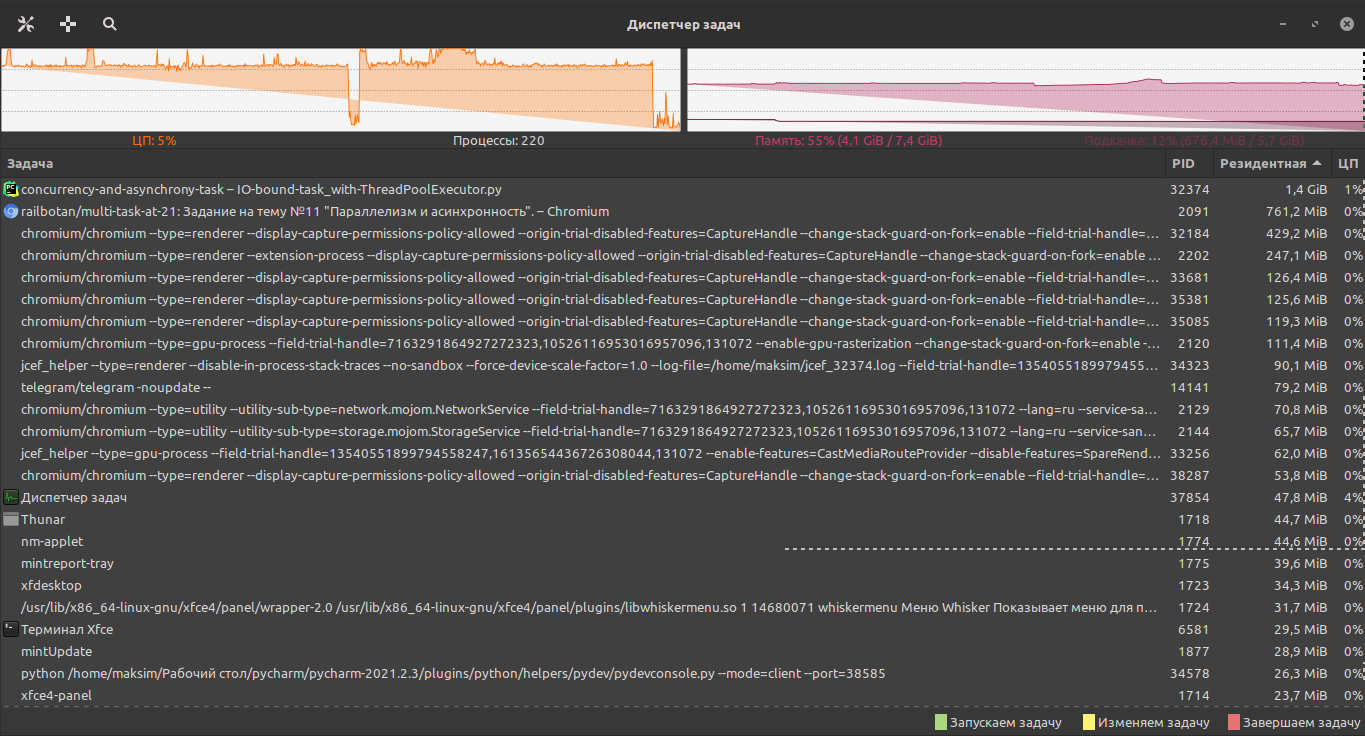 Диспетчер задач
ЦП: 5% Процессы: 220 Память: 55% (4,1 GiB / 7,4 GiB) Подкачка: 12% (676,4 MiB / 5,7 GiB)
Задача PID Резидентная ЦП
concurrency-and-asynchrony-task – IO-bound-task_with-ThreadPoolExecutor.py 32374 1,4 GiB 1%
railbotan/multi-task-at-21: Задание на тему №11 "Параллелизм и асинхронность". – Chromium 2091 761,2 MiB 0%
chromium/chromium --type=renderer --display-capture-permissions-policy-allowed --origin-trial-disabled-features=CaptureHandle --change-stack-guard-on-fork=enable --field-trial-handle=... 32184 429,2 MiB 0%
chromium/chromium --type=renderer --extension-process --display-capture-permissions-policy-allowed --origin-trial-disabled-features=CaptureHandle --change-stack-guard-on-fork=enable ... 2202 247,1 MiB 0%
chromium/chromium --type=renderer --display-capture-permissions-policy-allowed --origin-trial-disabled-features=CaptureHandle --change-stack-guard-on-fork=enable --field-trial-handle=... 33681 126,4 MiB 0%
chromium/chromium --type=renderer --display-capture-permissions-policy-allowed --origin-trial-disabled-features=CaptureHandle --change-stack-guard-on-fork=enable --field-trial-handle=... 35381 125,6 MiB 0%
chromium/chromium --type=renderer --display-capture-permissions-policy-allowed --origin-trial-disabled-features=CaptureHandle --change-stack-guard-on-fork=enable --field-trial-handle=... 35085 119,3 MiB 0%
chromium/chromium --type=gpu-process --field-trial-handle=7163291864927272323,10526116953016957096,131072 --enable-gpu-rasterization --change-stack-guard-on-fork=enable -... 2120 111,4 MiB 0%
jcef_helper --type=renderer --disable-in-process-stack-traces --no-sandbox --force-device-scale-factor=1.0 --log-file=/home/maksim/jcef_32374.log --field-trial-handle=1354055189979455... 34323 90,1 MiB 0%
telegram/telegram -noupdate -- 14141 79,2 MiB 0%
chromium/chromium --type=utility --utility-sub-type=network.mojom.NetworkService --field-trial-handle=7163291864927272323,10526116953016957096,131072 --lang=ru --service-sa... 2129 70,8 MiB 0%
chromium/chromium --type=utility --utility-sub-type=storage.mojom.StorageService --field-trial-handle=7163291864927272323,10526116953016957096,131072 --lang=ru --service-san... 2144 65,7 MiB 0%
jcef_helper --type=gpu-process --field-trial-handle=13540551899794558247,16135654436726308044,131072 --enable-features=CastMediaRouteProvider --disable-features=SpareRend... 33256 62,0 MiB 0%
chromium/chromium --type=renderer --display-capture-permissions-policy-allowed --origin-trial-disabled-features=CaptureHandle --change-stack-guard-on-fork=enable --field-trial-handle=... 38287 53,8 MiB 0%
Диспетчер задач 37854 47,8 MiB 4%
Thunar 1718 44,7 MiB 0%
nm-applet 1774 44,6 MiB 0%
mintreport-tray 1775 39,6 MiB 0%
xfdesktop 1723 34,3 MiB 0%
/usr/lib/x86_64-linux-gnu/xfce4/panel/wrapper-2.0 /usr/lib/x86_64-linux-gnu/xfce4/panel/plugins/libwhiskermenu.so 1 14680071 whiskermenu Меню Whisker Показывает меню для п... 1724 31,7 MiB 0%
Терминал Xfce 6581 29,5 MiB 0%
mintUpdate 1877 28,9 MiB 0%
python /home/maksim/Рабочий стол/pycharm/pycharm-2021.2.3/plugins/python/helpers/pydev/pydevconsole.py --mode=client --port=38585 34578 26,3 MiB 0%
xfce4-panel 1714 23,7 MiB 0%
Запускаем задачу Изменяем задачу Завершаем задачу